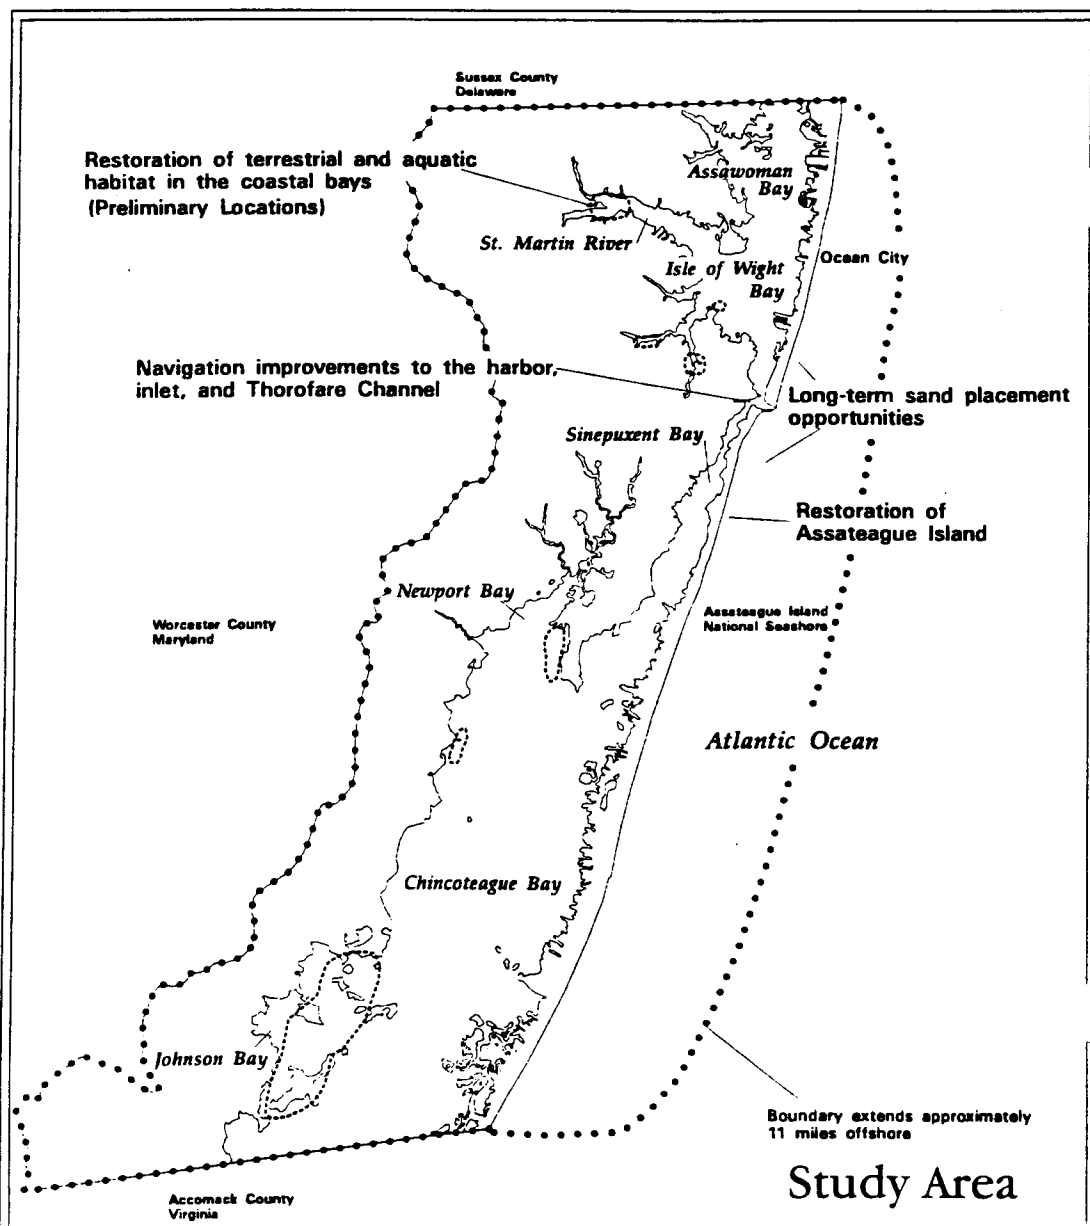 Sussex County
Delaware
Restoration of terrestrial and aquatic
habitat in the coastal bays
(Preliminary Locations)
Assawoman
Bay
St. Martin River
Isle of Wight
Bay
Ocean City
Navigation improvements to the harbor,
inlet, and Thorofare Channel
Long-term sand placement
opportunities
Sinepuxent Bay
Restoration of
Assateague Island
Newport Bay
Worcester County
Maryland
Assateague Island
National Seashore
Atlantic Ocean
Chincoteague Bay
Johnson Bay
Boundary extends approximately
11 miles offshore
Study Area
Accomack County
Virginia